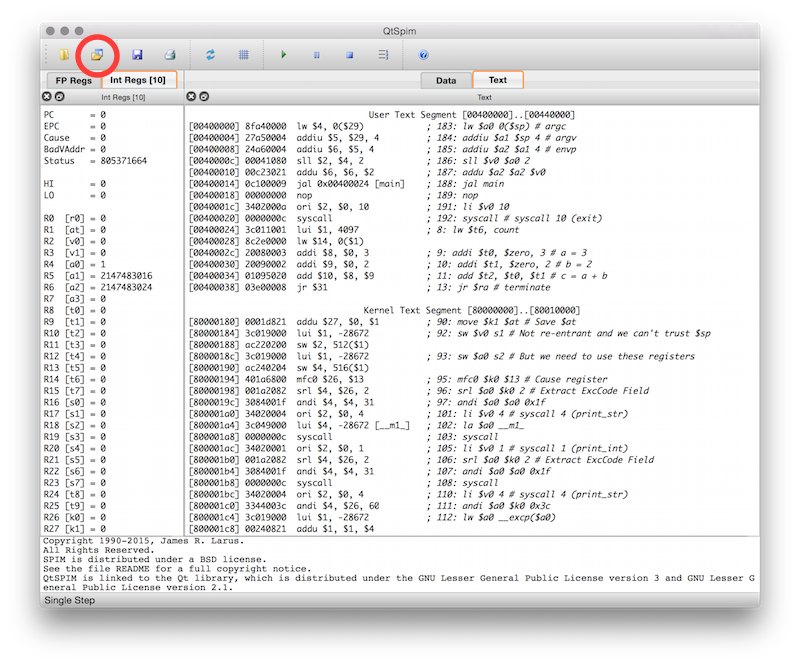 QtSpim
FP Regs
Int Regs [10]
Data
Text
Int Regs [10]
Text
PC = 0
EPC = 0
Cause = 0
BadVAddr = 0
Status = 805371664
HI = 0
LO = 0
R0 [r0] = 0
R1 [at] = 0
R2 [v0] = 0
R3 [v1] = 0
R4 [a0] = 1
R5 [a1] = 2147483016
R6 [a2] = 2147483024
R7 [a3] = 0
R8 [t0] = 0
R9 [t1] = 0
R10 [t2] = 0
R11 [t3] = 0
R12 [t4] = 0
R13 [t5] = 0
R14 [t6] = 0
R15 [t7] = 0
R16 [s0] = 0
R17 [s1] = 0
R18 [s2] = 0
R19 [s3] = 0
R20 [s4] = 0
R21 [s5] = 0
R22 [s6] = 0
R23 [s7] = 0
R24 [t8] = 0
R25 [t9] = 0
R26 [k0] = 0
R27 [k1] = 0
User Text Segment [00400000]..[00440000]
[00400000] 8fa40000 lw $4, 0($29) ; 183: lw $a0 0($sp) # argc
[00400004] 27a50004 addiu $5, $29, 4 ; 184: addiu $a1 $sp 4 # argv
[00400008] 24a60004 addiu $6, $5, 4 ; 185: addiu $a2 $a1 4 # envp
[0040000c] 00041080 sll $2, $4, 2 ; 186: sll $v0 $a0 2
[00400010] 00c23021 addu $6, $6, $2 ; 187: addu $a2 $a2 $v0
[00400014] 0c100009 jal 0x00400024 [main] ; 188: jal main
[00400018] 00000000 nop ; 189: nop
[0040001c] 3402000a ori $2, $0, 10 ; 191: li $v0 10
[00400020] 0000000c syscall ; 192: syscall # syscall 10 (exit)
[00400024] 3c011001 lui $1, 4097 ; 8: lw $t6, count
[00400028] 8c2e0000 lw $14, 0($1)
[0040002c] 20080003 addi $8, $0, 3 ; 9: addi $t0, $zero, 3 # a = 3
[00400030] 20090002 addi $9, $0, 2 ; 10: addi $t1, $zero, 2 # b = 2
[00400034] 01095020 add $10, $8, $9 ; 11: add $t2, $t0, $t1 # c = a + b
[00400038] 03e00008 jr $31 ; 13: jr $ra # terminate
Kernel Text Segment [80000000]..[80010000]
[80000180] 0001d821 addu $27, $0, $1 ; 90: move $k1 $at # Save $at
[80000184] 3c019000 lui $1, -28672 ; 92: sw $v0 s1 # Not re-entrant and we can't trust $sp
[80000188] ac220200 sw $2, 512($1)
[8000018c] 3c019000 lui $1, -28672 ; 93: sw $a0 s2 # But we need to use these registers
[80000190] ac240204 sw $4, 516($1)
[80000194] 401a6800 mfc0 $26, $13 ; 95: mfc0 $k0 $13 # Cause register
[80000198] 001a2082 srl $4, $26, 2 ; 96: srl $a0 $k0 2 # Extract ExcCode Field
[8000019c] 3084001f andi $4, $4, 31 ; 97: andi $a0 $a0 0x1f
[800001a0] 34020004 ori $2, $0, 4 ; 101: li $v0 4 # syscall 4 (print_str)
[800001a4] 3c049000 lui $4, -28672 [__m1_] ; 102: la $a0 __m1_
[800001a8] 0000000c syscall ; 103: syscall
[800001ac] 34020001 ori $2, $0, 1 ; 105: li $v0 1 # syscall 1 (print_int)
[800001b0] 001a2082 srl $4, $26, 2 ; 106: srl $a0 $k0 2 # Extract ExcCode Field
[800001b4] 3084001f andi $4, $4, 31 ; 107: andi $a0 $a0 0x1f
[800001b8] 0000000c syscall ; 108: syscall
[800001bc] 34020004 ori $2, $0, 4 ; 110: li $v0 4 # syscall 4 (print_str)
[800001c0] 3344003c andi $4, $26, 60 ; 111: andi $a0 $k0 0x3c
[800001c4] 3c019000 lui $1, -28672 ; 112: lw $a0 __excp($a0)
[800001c8] 00240821 addu $1, $1, $4
Copyright 1990-2015, James R. Larus.
All Rights Reserved.
SPIM is distributed under a BSD license.
See the file README for a full copyright notice.
QtSPIM is linked to the Qt library, which is distributed under the GNU Lesser General Public License version 3 and GNU Lesser G
eneral Public License version 2.1.
Single Step